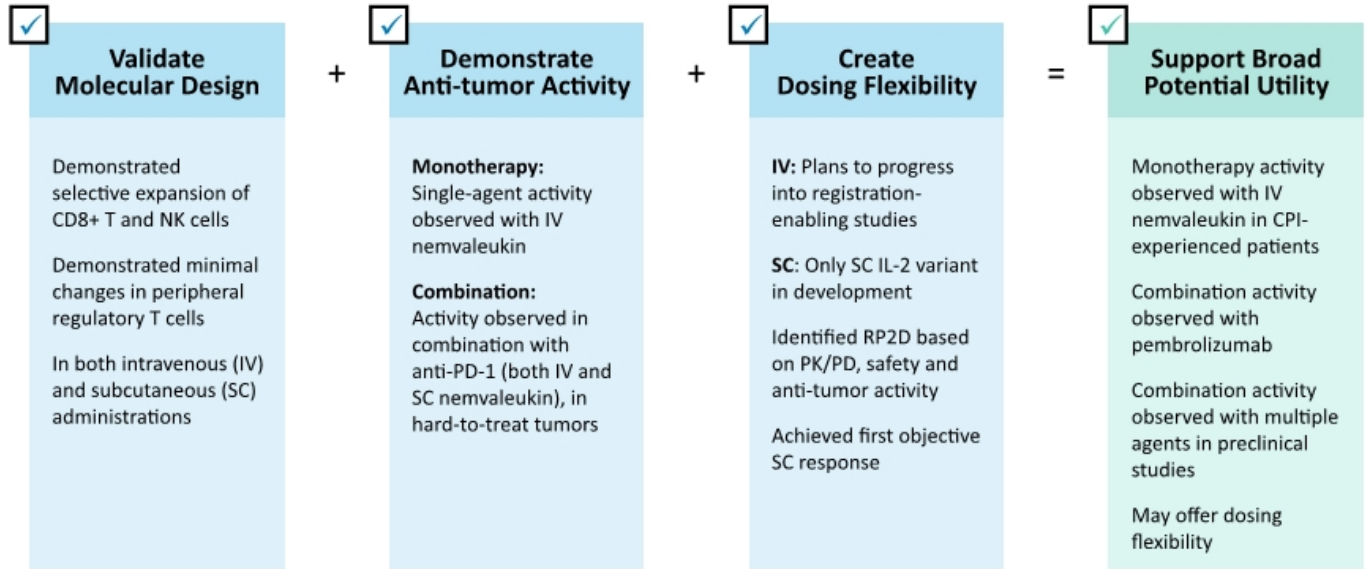 Validate
Molecular Design
Demonstrated
selective expansion of
CD8+ T and NK cells
Demonstrated minimal
changes in peripheral
regulatory T cells
In both intravenous (IV)
and subcutaneous (SC)
administrations
+
Demonstrate
Anti-tumor Activity
Monotherapy:
Single-agent activity
observed with IV
nemvaleukin
Combination:
Activity observed in
combination with
anti-PD-1 (both IV and
SC nemvaleukin), in
hard-to-treat tumors
+
Create
Dosing Flexibility
IV: Plans to progress
into registration-
enabling studies
SC: Only SC IL-2 variant
in development
Identified RP2D based
on PK/PD, safety and
anti-tumor activity
Achieved first objective
SC response
=
Support Broad
Potential Utility
Monotherapy activity
observed with IV
nemvaleukin in CPI-
experienced patients
Combination activity
observed with
pembrolizumab
Combination activity
observed with multiple
agents in preclinical
studies
May offer dosing
flexibility